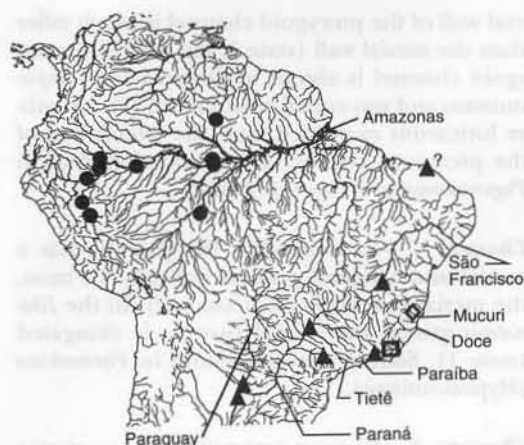 Amazonas
São
Francisco
Mucuri
Doce
Paraíba
Tietê
Paraná
Paraguay